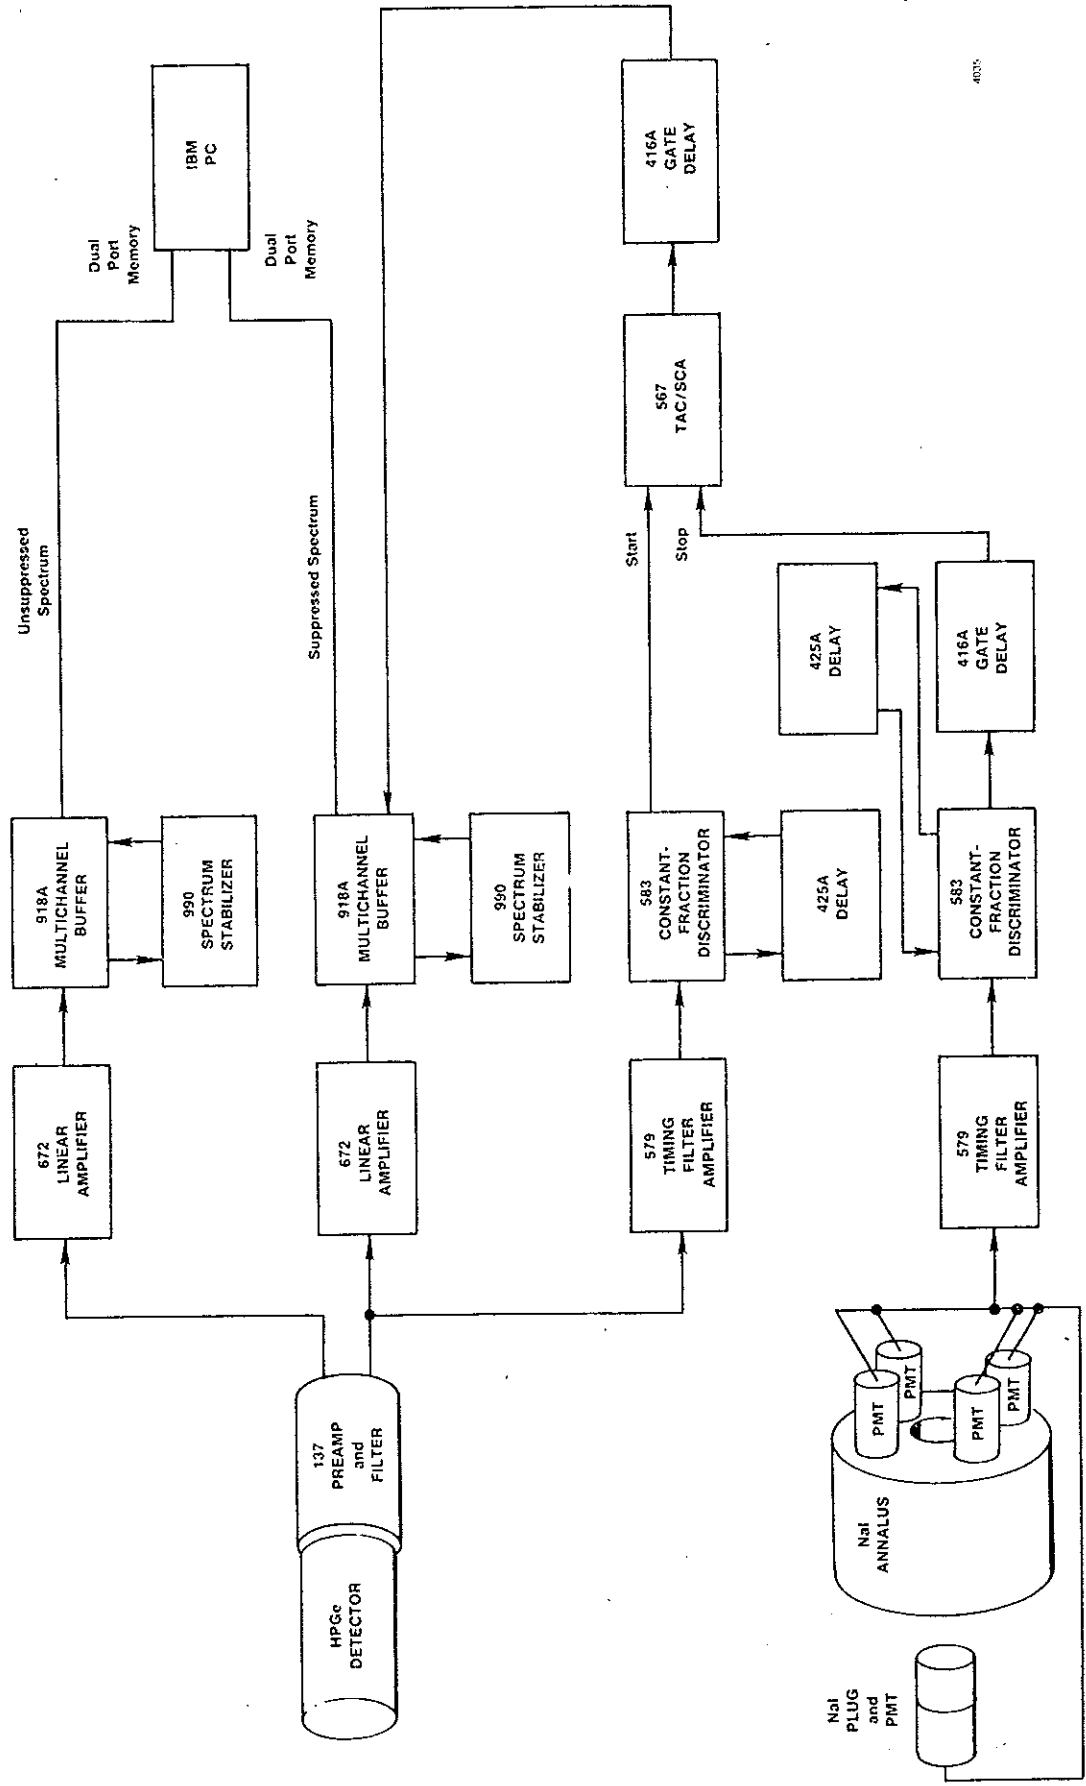 HPGe
DETECTOR
137
PREAMP
and
FILTER
672
LINEAR
AMPLIFIER
918A
MULTICHANNEL
BUFFER
990
SPECTRUM
STABILIZER
Unsuppressed
Spectrum
Dual
Port
Memory
IBM
PC
Dual
Port
Memory
672
LINEAR
AMPLIFIER
918A
MULTICHANNEL
BUFFER
990
SPECTRUM
STABILIZER
Suppressed Spectrum
579
TIMING
FILTER
AMPLIFIER
583
CONSTANT-
FRACTION
DISCRIMINATOR
425A
DELAY
Start
Stop
567
TAC/SCA
416A
GATE
DELAY
NaI
PLUG
and
PMT
NaI
ANNALUS
PMT
PMT
PMT
PMT
579
TIMING
FILTER
AMPLIFIER
583
CONSTANT-
FRACTION
DISCRIMINATOR
425A
DELAY
416A
GATE
DELAY
4035